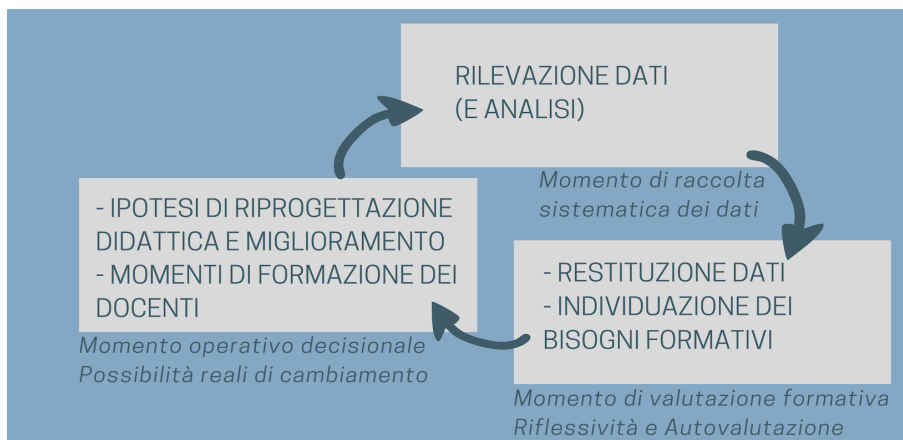 RILEVAZIONE DATI
(E ANALISI)
Momento di raccolta
sistematica dei dati
- RESTITUZIONE DATI
- INDIVIDUAZIONE DEI
BISOGNI FORMATIVI
Momento di valutazione formativa
Riflessività e Autovalutazione
- IPOTESI DI RIPROGETTAZIONE
DIDATTICA E MIGLIORAMENTO
- MOMENTI DI FORMAZIONE DEI
DOCENTI
Momento operativo decisionale
Possibilità reali di cambiamento